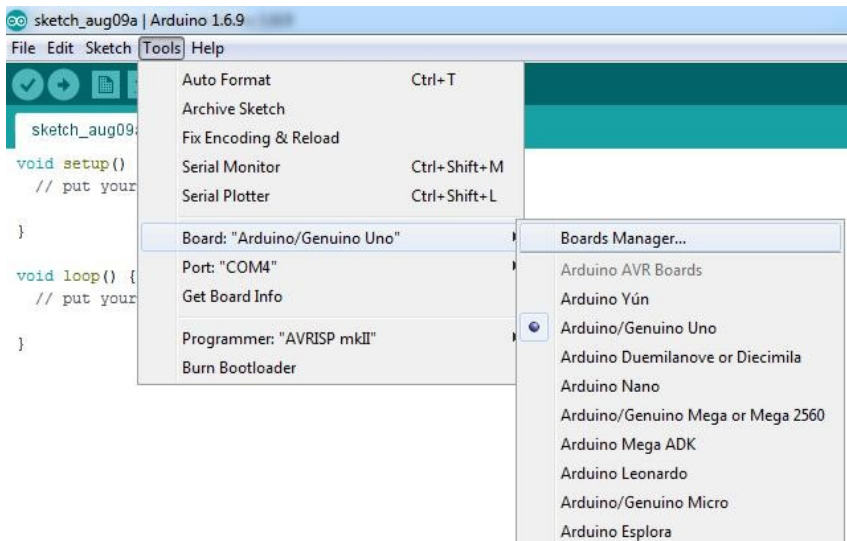 sketch_aug09a | Arduino 1.6.9
File Edit Sketch Tools Help
sketch_aug09a
void setup()
// put your
}
void loop() {
// put your
}
Auto Format Ctrl+T
Archive Sketch
Fix Encoding & Reload
Serial Monitor Ctrl+Shift+M
Serial Plotter Ctrl+Shift+L
Board: "Arduino/Genuino Uno"
Port: "COM4"
Get Board Info
Programmer: "AVRISP mkII"
Burn Bootloader
Boards Manager...
Arduino AVR Boards
Arduino Yún
Arduino/Genuino Uno
Arduino Duemilanove or Diecimila
Arduino Nano
Arduino/Genuino Mega or Mega 2560
Arduino Mega ADK
Arduino Leonardo
Arduino/Genuino Micro
Arduino Esplora